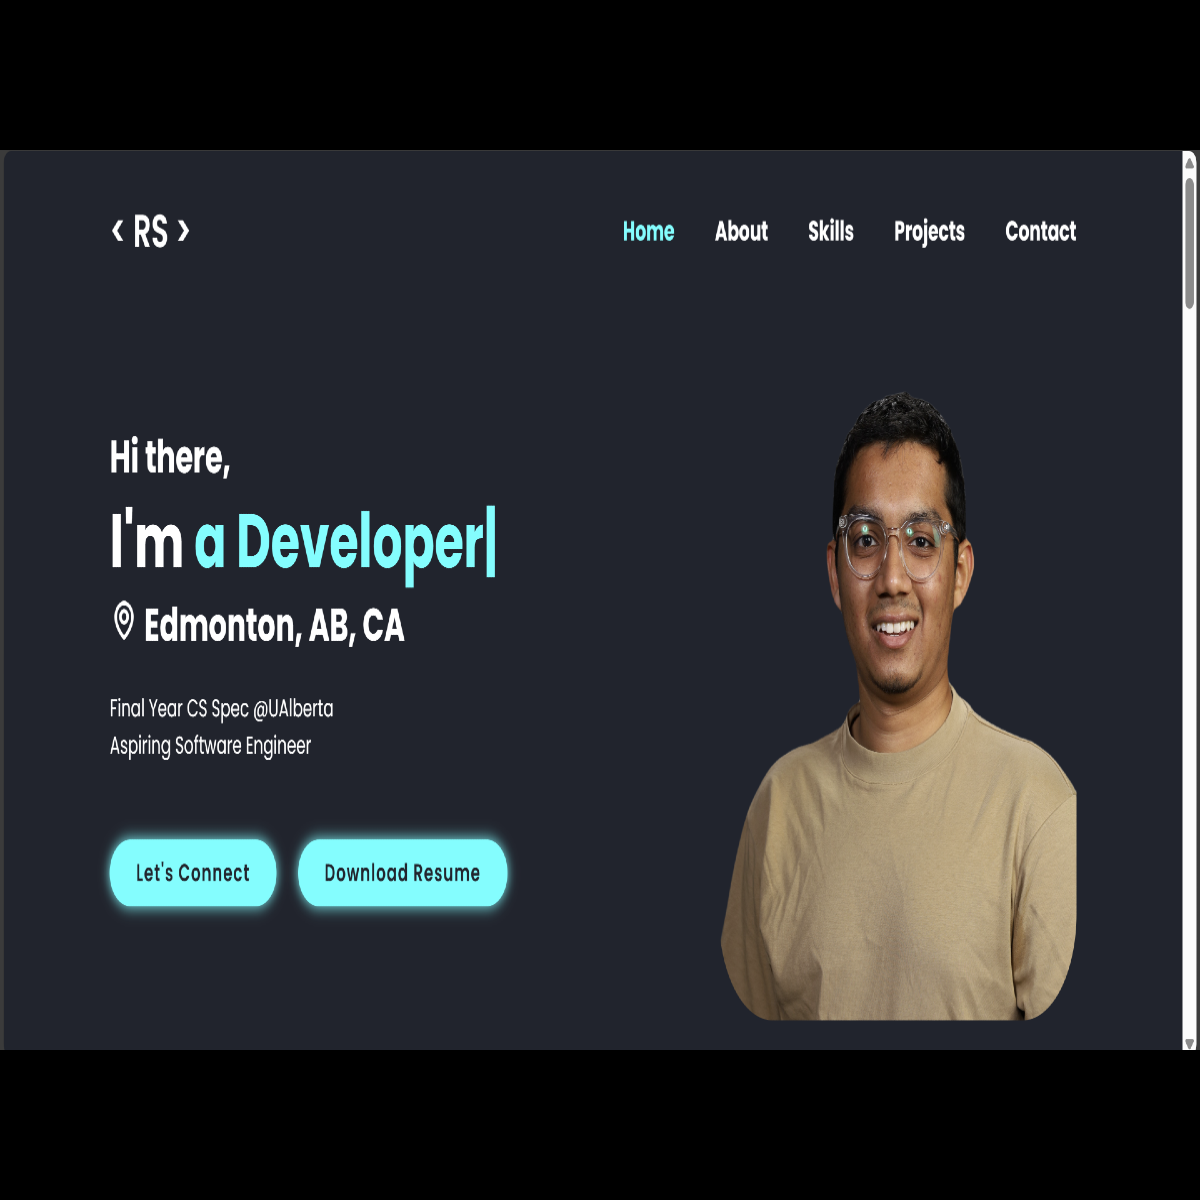 ‹ RS ›
Home About Skills Projects Contact
Hi there,
I'm a Developer|
Edmonton, AB, CA
Final Year CS Spec @UAlberta
Aspiring Software Engineer
Let's Connect
Download Resume